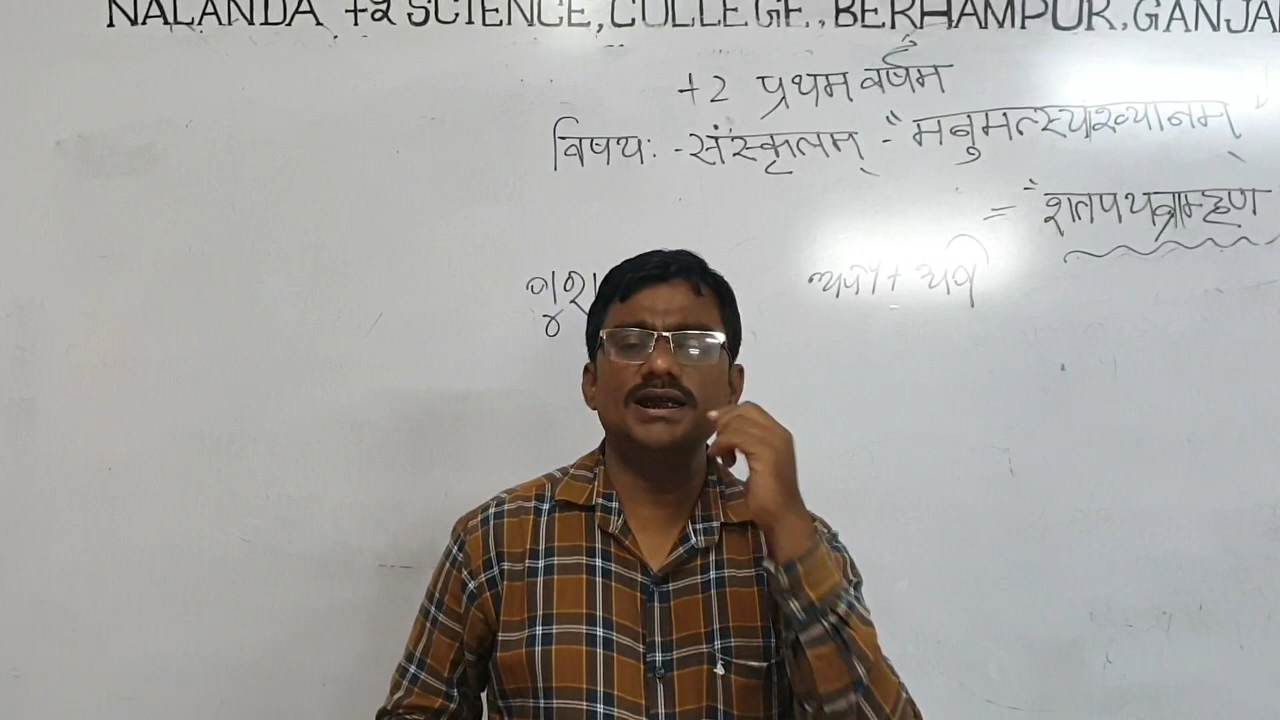 NALANDA +2 SCIENCE, COLLEGE., BERHAMPUR, GANJA
+2 प्रथम वर्षम
विषयः - संस्कृतम् - "मनुमत्स्याख्यानम्"
= "शतपथब्राम्हण